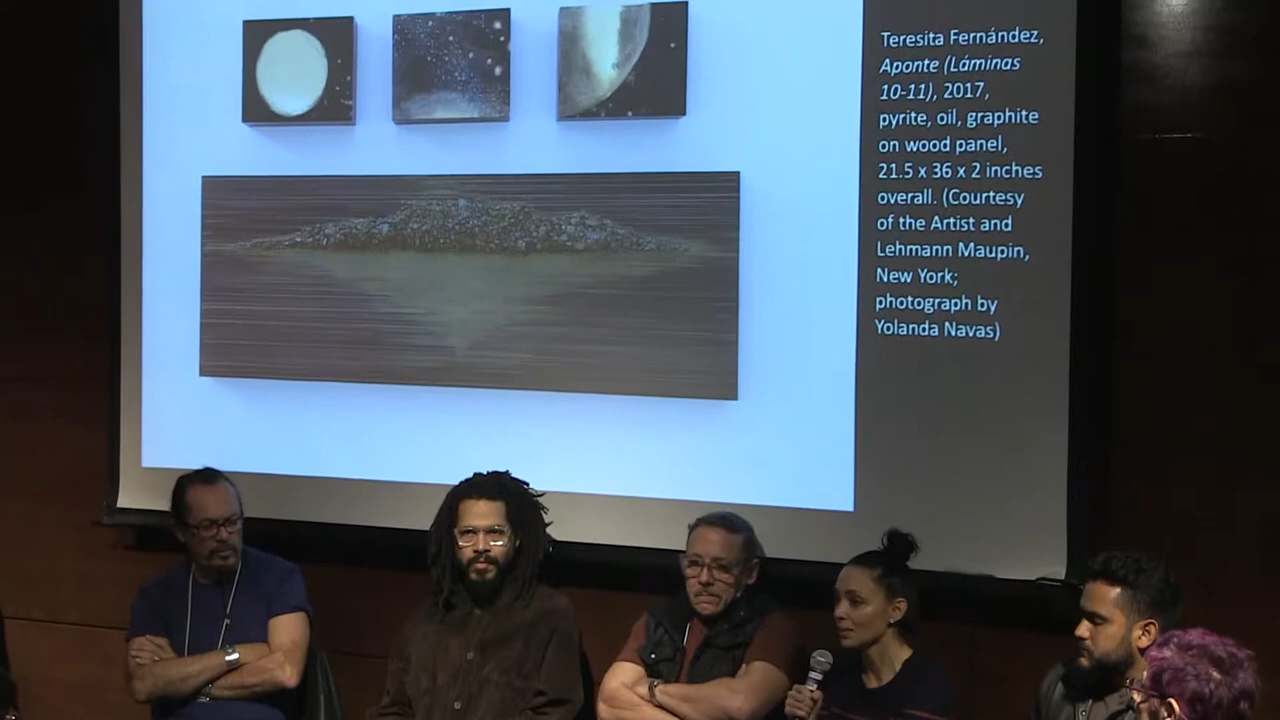 Teresita Fernández,
Aponte (Láminas
10-11), 2017,
pyrite, oil, graphite
on wood panel,
21.5 x 36 x 2 inches
overall. (Courtesy
of the Artist and
Lehmann Maupin,
New York;
photograph by
Yolanda Navas)